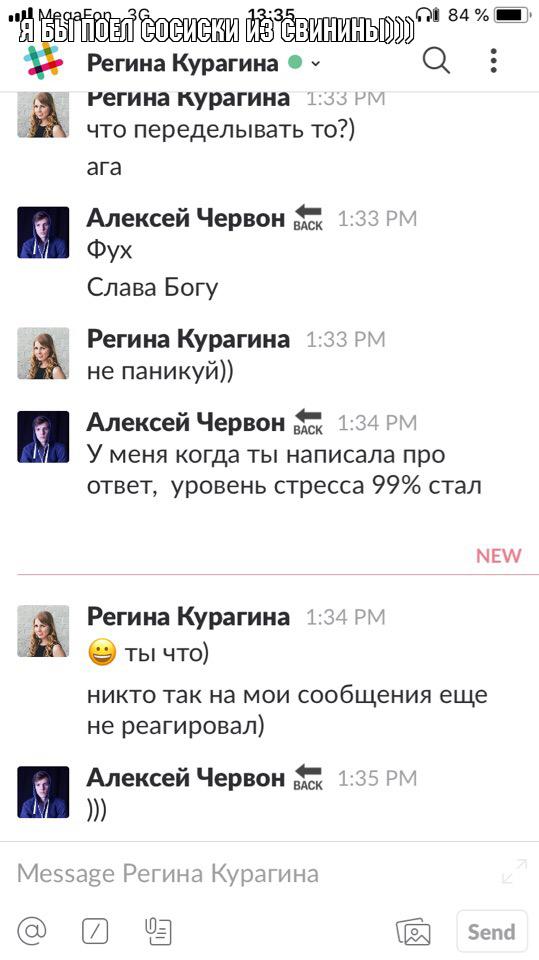 MegaFon 3G 13:35 84 %
Я БЫ ПОЕЛ СОСИСКИ ИЗ СВИНИНЫ)))
Регина Курагина
Регина Курагина 1:33 PM
что переделывать то?)
ага
Алексей Червон BACK 1:33 PM
Фух
Слава Богу
Регина Курагина 1:33 PM
не паникуй))
Алексей Червон BACK 1:34 PM
У меня когда ты написала про
ответ, уровень стресса 99% стал
NEW
Регина Курагина 1:34 PM
ты что)
никто так на мои сообщения еще
не реагировал)
Алексей Червон BACK 1:35 PM
)))
Message Регина Курагина
Send